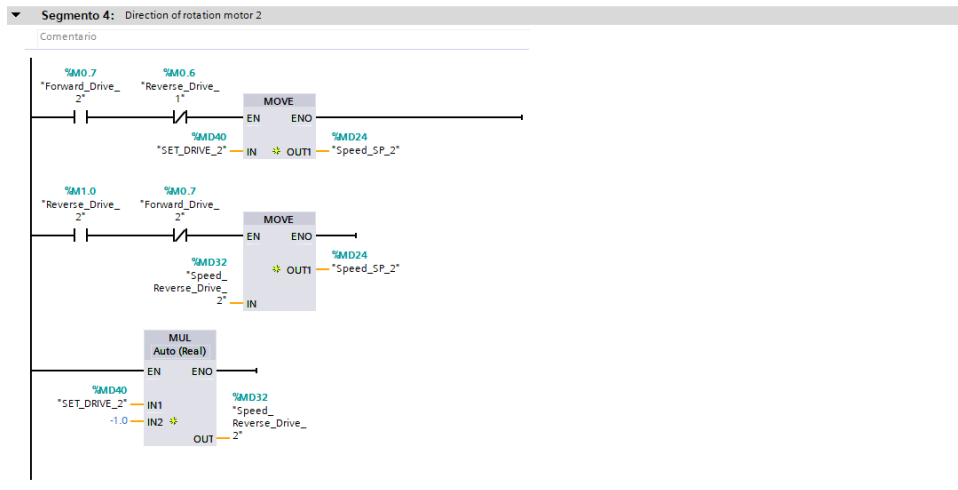 Segmento 4: Direction of rotation motor 2
Comentario
%M0.7 %M0.6
"Forward_Drive_ "Reverse_Drive_
2" 1"
MOVE
EN ENO
%MD40 %MD24
"SET_DRIVE_2" IN OUT1 "Speed_SP_2"
%M1.0 %M0.7
"Reverse_Drive_ "Forward_Drive_
2" 2"
MOVE
EN ENO
%MD24
%MD32 OUT1 "Speed_SP_2"
"Speed_
Reverse_Drive_
2" IN
MUL
Auto (Real)
EN ENO
%MD40 %MD32
"SET_DRIVE_2" IN1 "Speed_
-1.0 IN2 Reverse_Drive_
OUT 2"